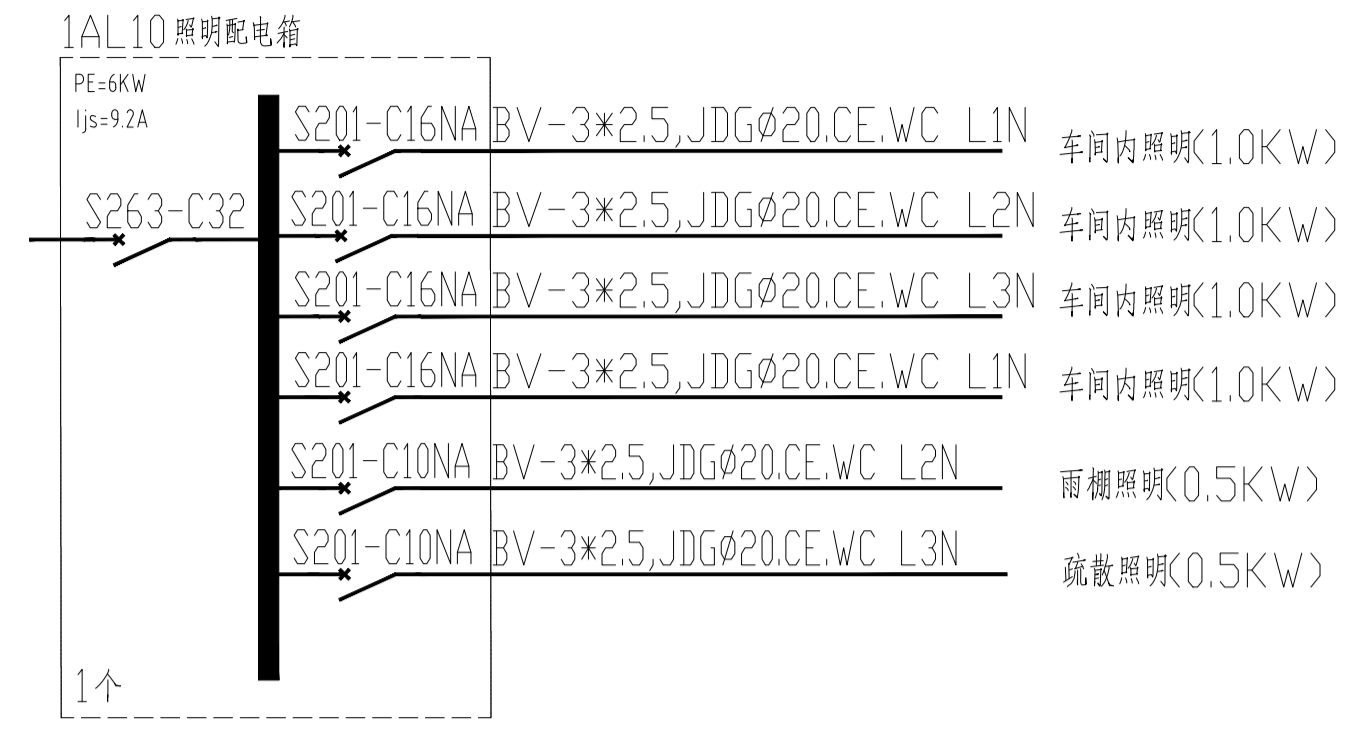 1AL10照明配电箱
PE=6KW
Ijs=9.2A
S263-C32
S201-C16NA BV-3*2.5,JDGø20.CE.WC L1N 车间内照明(1.0KW)
S201-C16NA BV-3*2.5,JDGø20.CE.WC L2N 车间内照明(1.0KW)
S201-C16NA BV-3*2.5,JDGø20.CE.WC L3N 车间内照明(1.0KW)
S201-C16NA BV-3*2.5,JDGø20.CE.WC L1N 车间内照明(1.0KW)
S201-C10NA BV-3*2.5,JDGø20.CE.WC L2N 雨棚照明(0.5KW)
S201-C10NA BV-3*2.5,JDGø20.CE.WC L3N 疏散照明(0.5KW)
1个